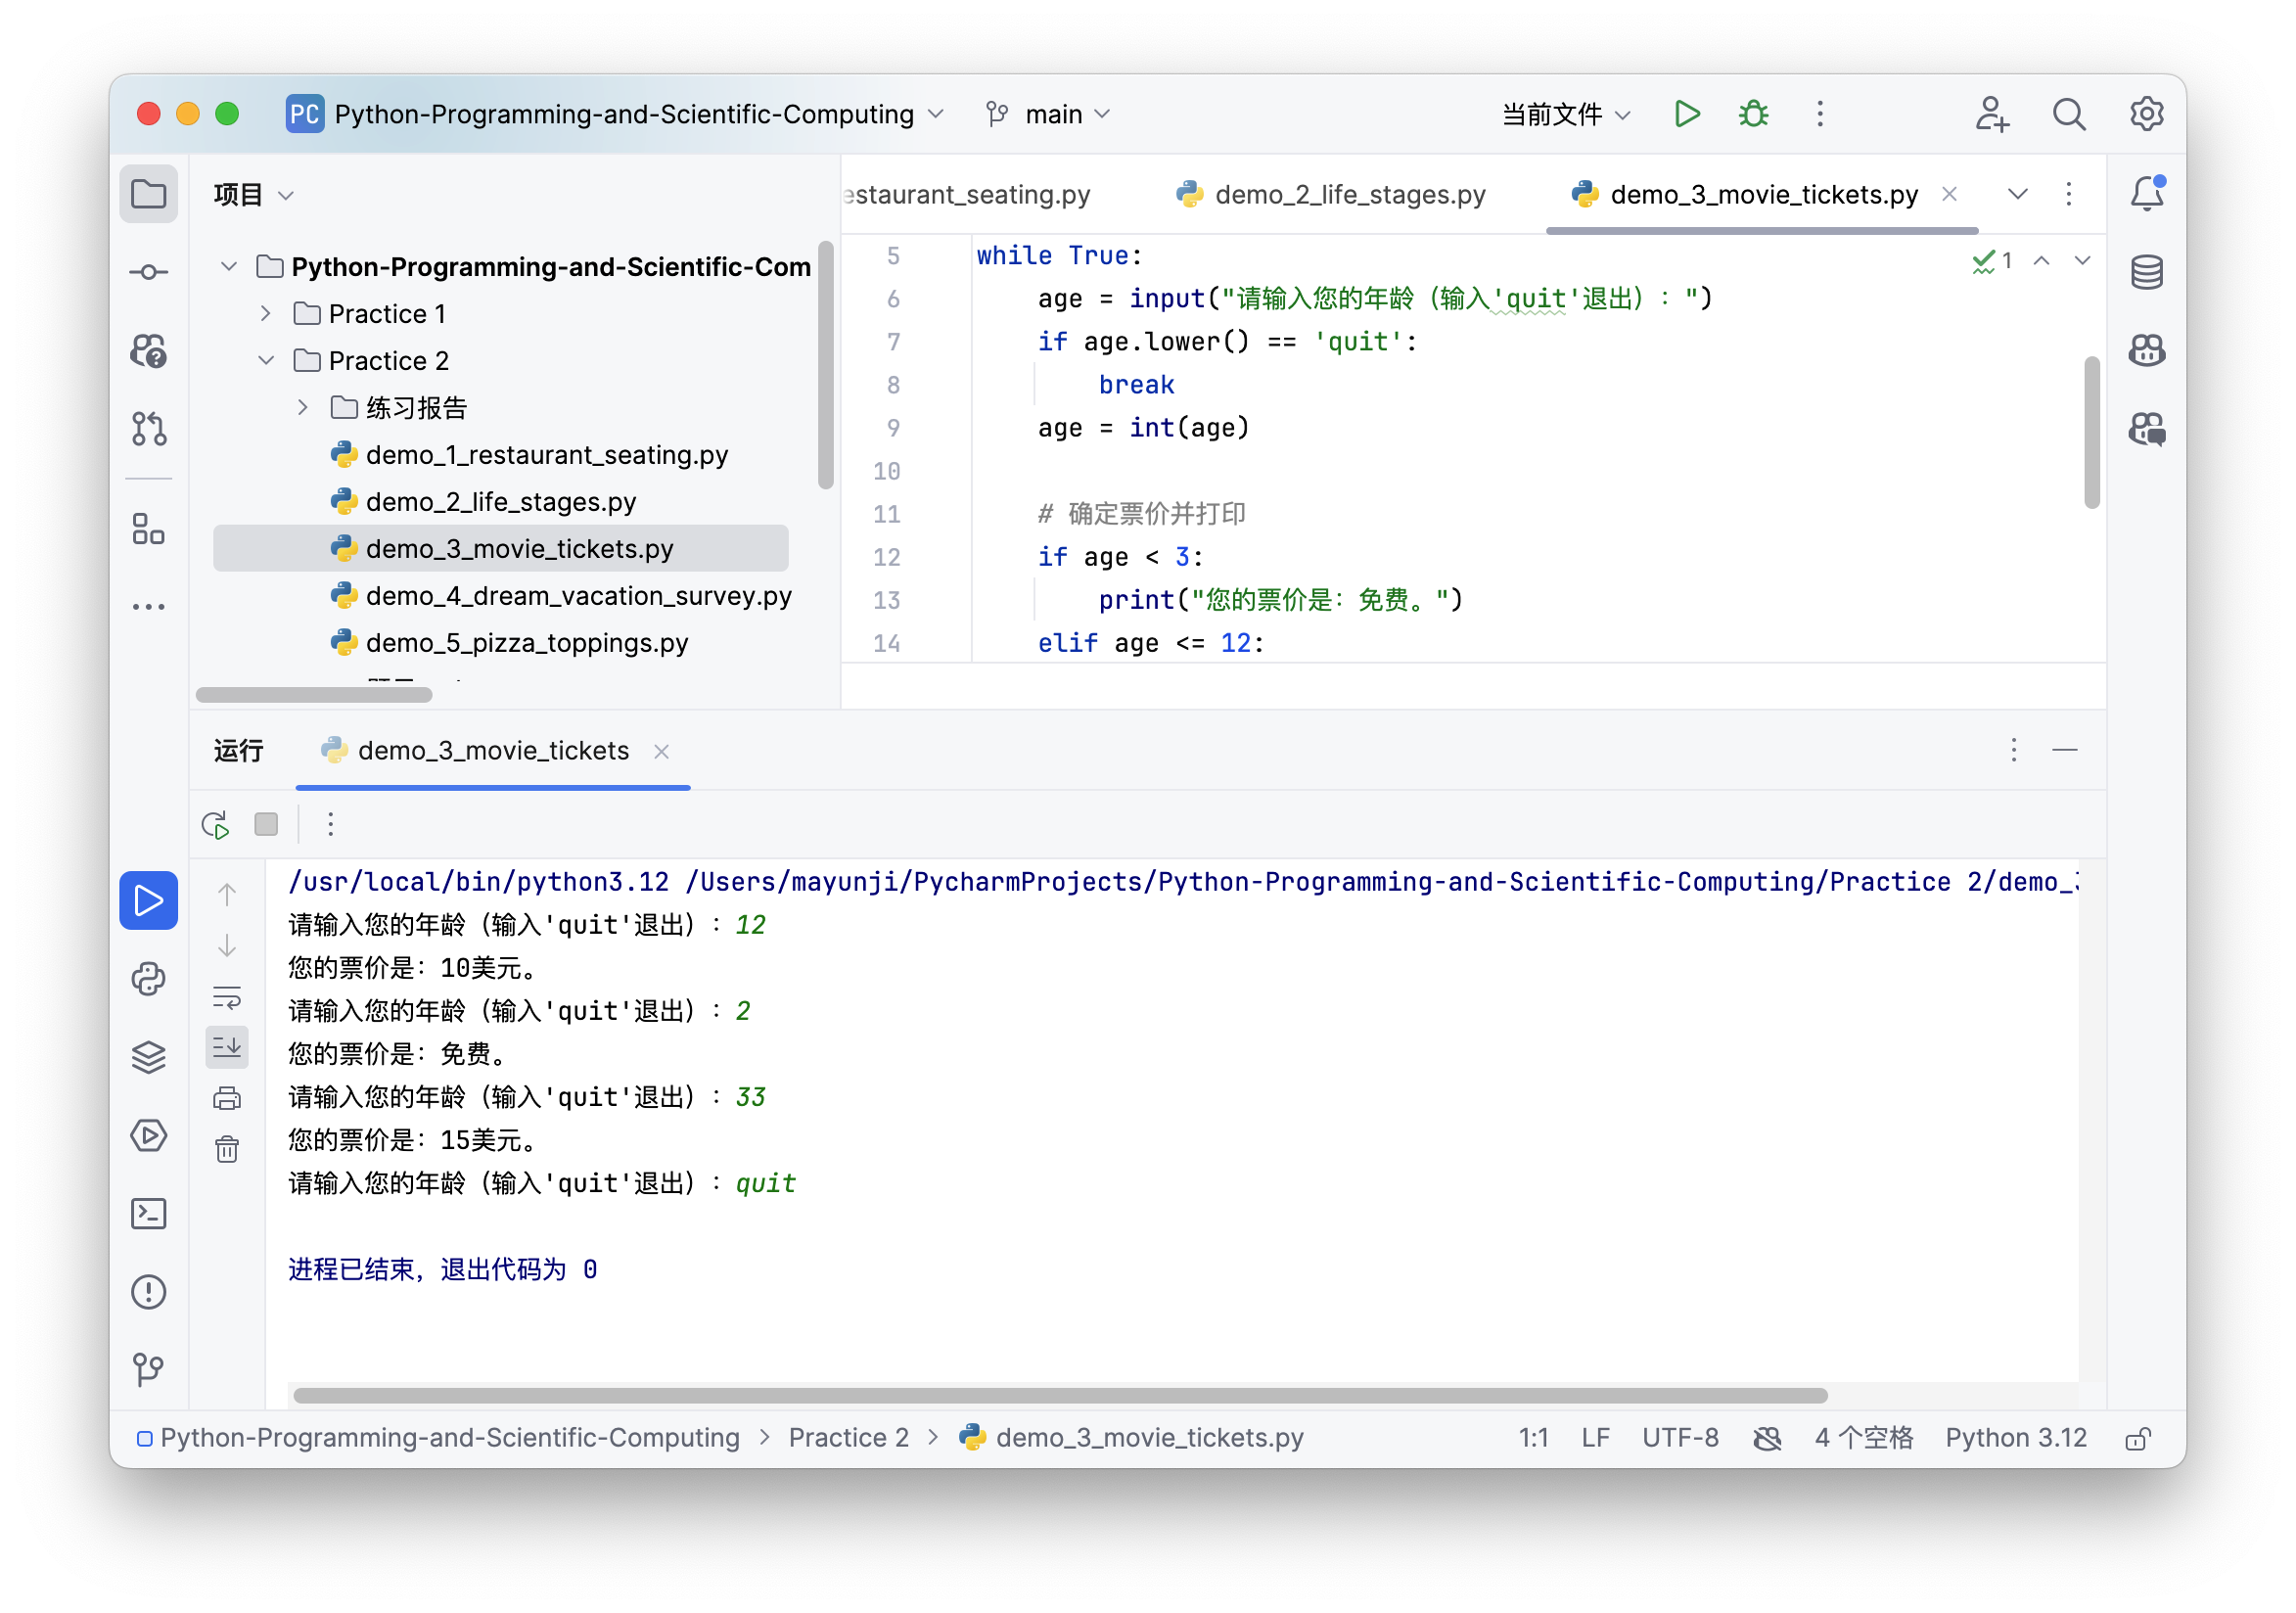 PC Python-Programming-and-Scientific-Computing main 当前文件
项目
Python-Programming-and-Scientific-Com
Practice 1
Practice 2
练习报告
demo_1_restaurant_seating.py
demo_2_life_stages.py
demo_3_movie_tickets.py
demo_4_dream_vacation_survey.py
demo_5_pizza_toppings.py
estaurant_seating.py demo_2_life_stages.py demo_3_movie_tickets.py
1
5 while True:
6 age = input("请输入您的年龄（输入'quit'退出）：")
7 if age.lower() == 'quit':
8 break
9 age = int(age)
10
11 # 确定票价并打印
12 if age < 3:
13 print("您的票价是：免费。")
14 elif age <= 12:
运行 demo_3_movie_tickets
/usr/local/bin/python3.12 /Users/mayunji/PycharmProjects/Python-Programming-and-Scientific-Computing/Practice 2/demo_
请输入您的年龄（输入'quit'退出）：12
您的票价是：10美元。
请输入您的年龄（输入'quit'退出）：2
您的票价是：免费。
请输入您的年龄（输入'quit'退出）：33
您的票价是：15美元。
请输入您的年龄（输入'quit'退出）：quit
进程已结束，退出代码为 0
Python-Programming-and-Scientific-Computing > Practice 2 > demo_3_movie_tickets.py 1:1 LF UTF-8 4 个空格 Python 3.12